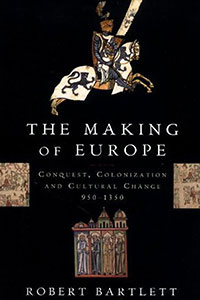 THE MAKING
OF EUROPE
CONQUEST, COLONIZATION
AND CULTURAL CHANGE
950–1350
ROBERT BARTLETT